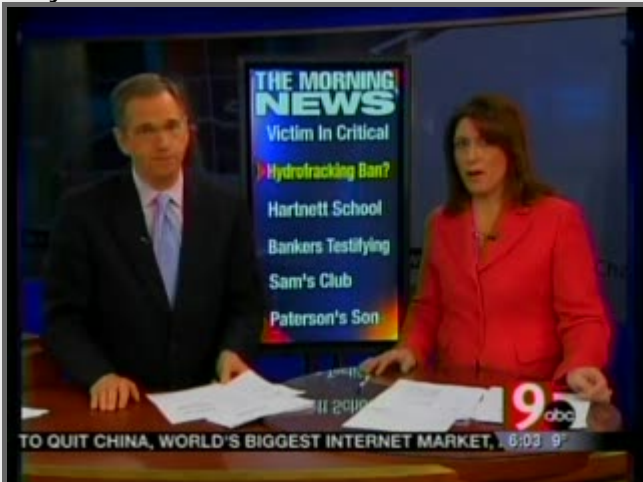 THE MORNING
NEWS
Victim In Critical
Hydrofracking Ban?
Hartnett School
Bankers Testifying
Sam's Club
Paterson's Son
9 abc
TO QUIT CHINA, WORLD'S BIGGEST INTERNET MARKET, 6:03 9°